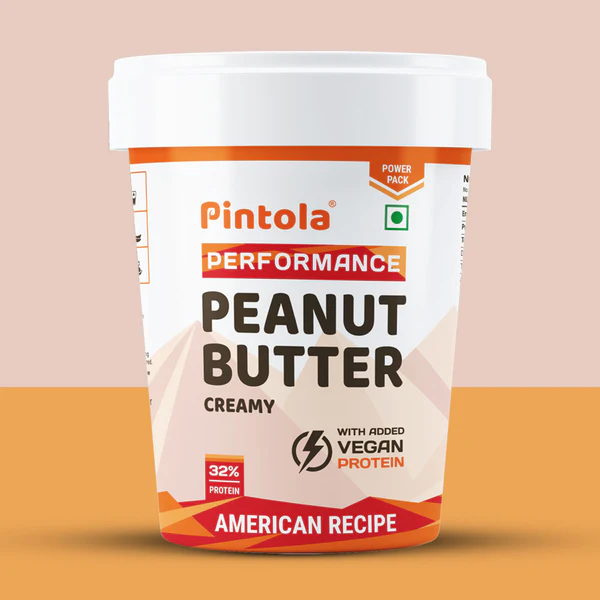 POWER
PACK
Pintola®
PERFORMANCE
PEANUT
BUTTER
CREAMY
WITH ADDED
VEGAN
PROTEIN
32%
PROTEIN
AMERICAN RECIPE